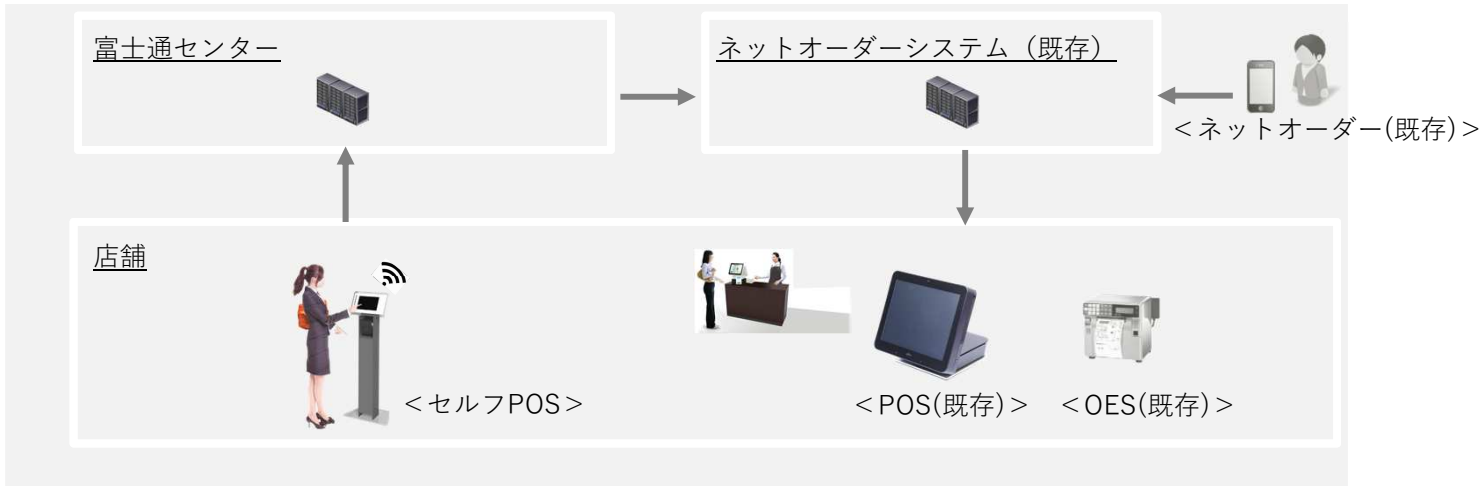 富士通センター
ネットオーダーシステム（既存）
＜ネットオーダー(既存)＞
店舗
＜セルフPOS＞
＜POS(既存)＞
＜OES(既存)＞